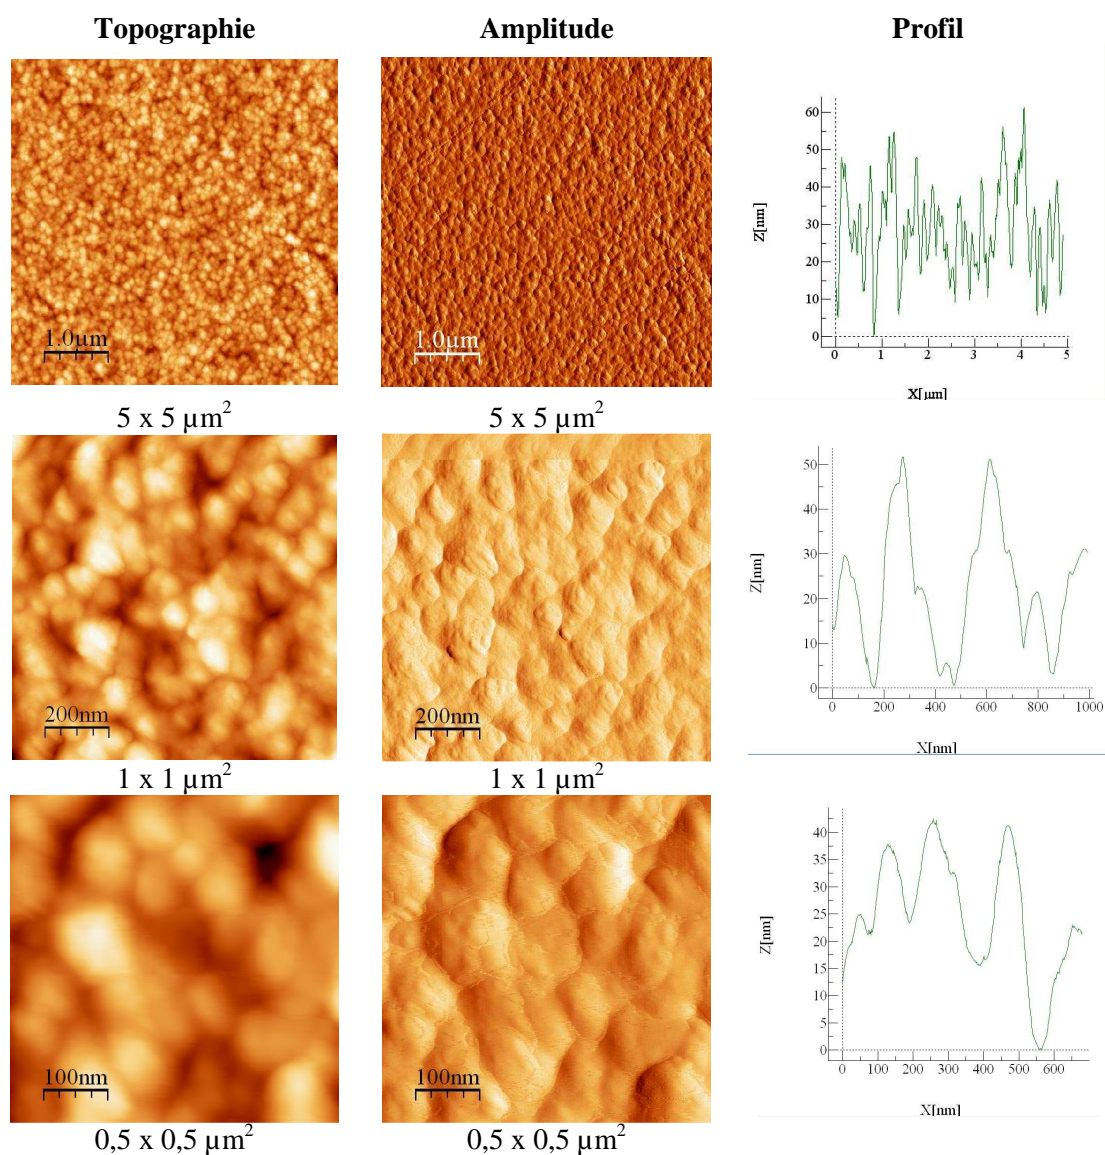 Topographie Amplitude Profil
1.0µm
1.0µm
Z[nm]
60
50
40
30
20
10
0
0 1 2 3 4 5
X[µm]
5 x 5 µm²
5 x 5 µm²
200nm
200nm
Z[nm]
50
40
30
20
10
0
0 200 400 600 800 1000
X[nm]
1 x 1 µm²
1 x 1 µm²
100nm
100nm
Z[nm]
40
35
30
25
20
15
10
5
0
0 100 200 300 400 500 600
X[nm]
0,5 x 0,5 µm²
0,5 x 0,5 µm²